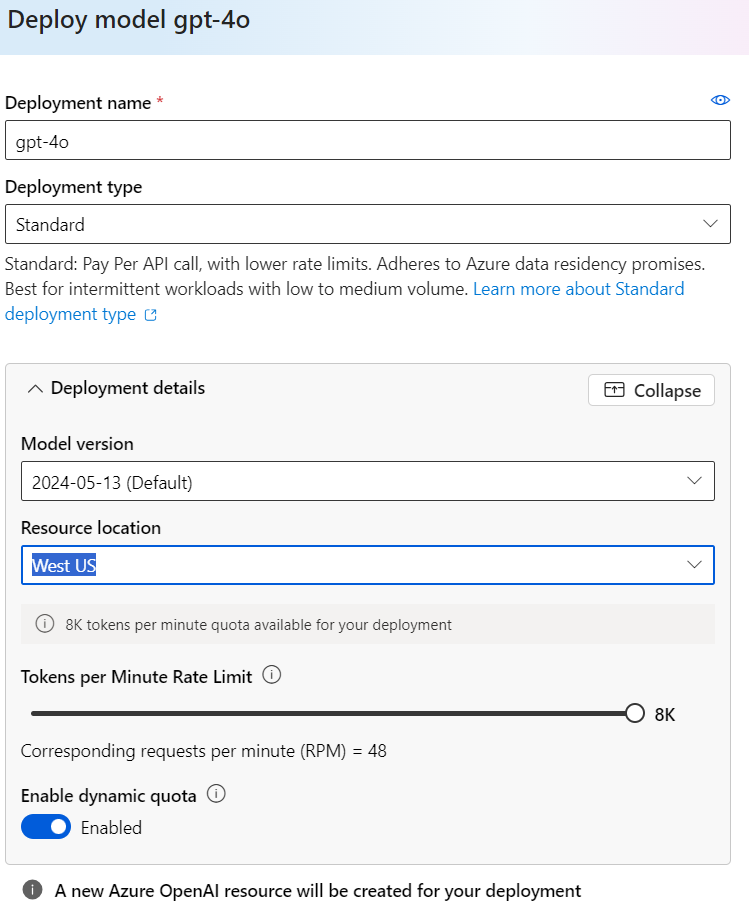 Deploy model gpt-4o
Deployment name *
gpt-4o
Deployment type
Standard
Standard: Pay Per API call, with lower rate limits. Adheres to Azure data residency promises.
Best for intermittent workloads with low to medium volume. Learn more about Standard
deployment type
Deployment details
Collapse
Model version
2024-05-13 (Default)
Resource location
West US
8K tokens per minute quota available for your deployment
Tokens per Minute Rate Limit
8K
Corresponding requests per minute (RPM) = 48
Enable dynamic quota
Enabled
A new Azure OpenAI resource will be created for your deployment